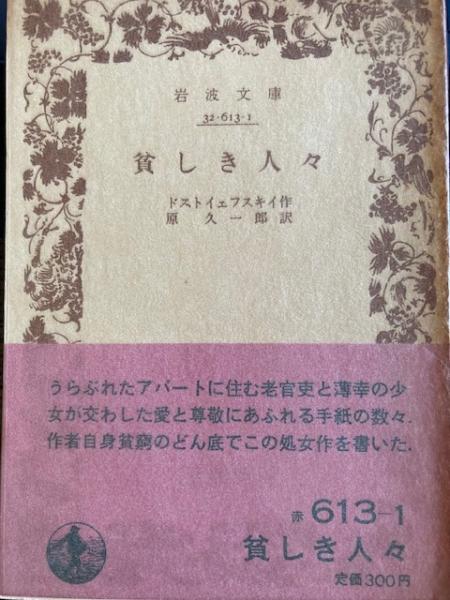 岩波文庫
32-613-1
貧しき人々
ドストイェフスキイ作
原久一郎訳
うらぶれたアパートに住む老官吏と薄幸の少
女が交わした愛と尊敬にあふれる手紙の数々.
作者自身貧窮のどん底でこの処女作を書いた.
赤 613-1
貧しき人々
定価300円